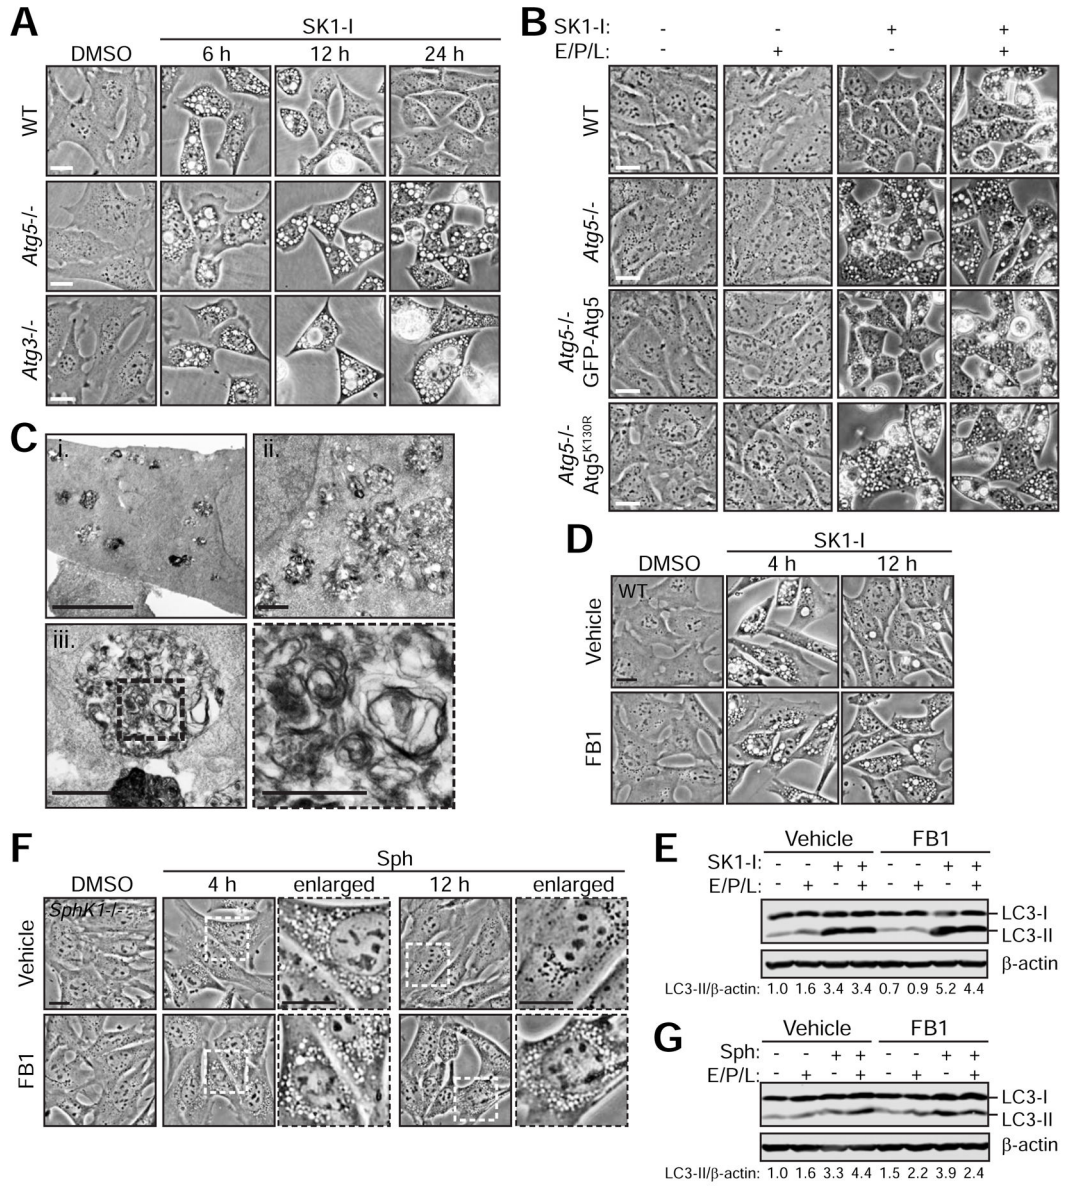 A
SK1-I
DMSO 6 h 12 h 24 h
WT
Atg5-/-
Atg3-/-
B
SK1-I: - - + +
E/P/L: - + - +
WT
Atg5-/-
Atg5-/-
GFP-Atg5
Atg5-/-
Atg5K130R
C
i.
ii.
iii.
D
SK1-I
DMSO 4 h 12 h
WT
Vehicle
FB1
F
Sph
DMSO 4 h enlarged 12 h enlarged
SphK1-/-
Vehicle
FB1
E
Vehicle FB1
SK1-I: - - + + - - + +
E/P/L: - + - + - + - +
LC3-I
LC3-II
β-actin
LC3-II/β-actin: 1.0 1.6 3.4 3.4 0.7 0.9 5.2 4.4
G
Vehicle FB1
Sph: - - + + - - + +
E/P/L: - + - + - + - +
LC3-I
LC3-II
β-actin
LC3-II/β-actin: 1.0 1.6 3.3 4.4 1.5 2.2 3.9 2.4